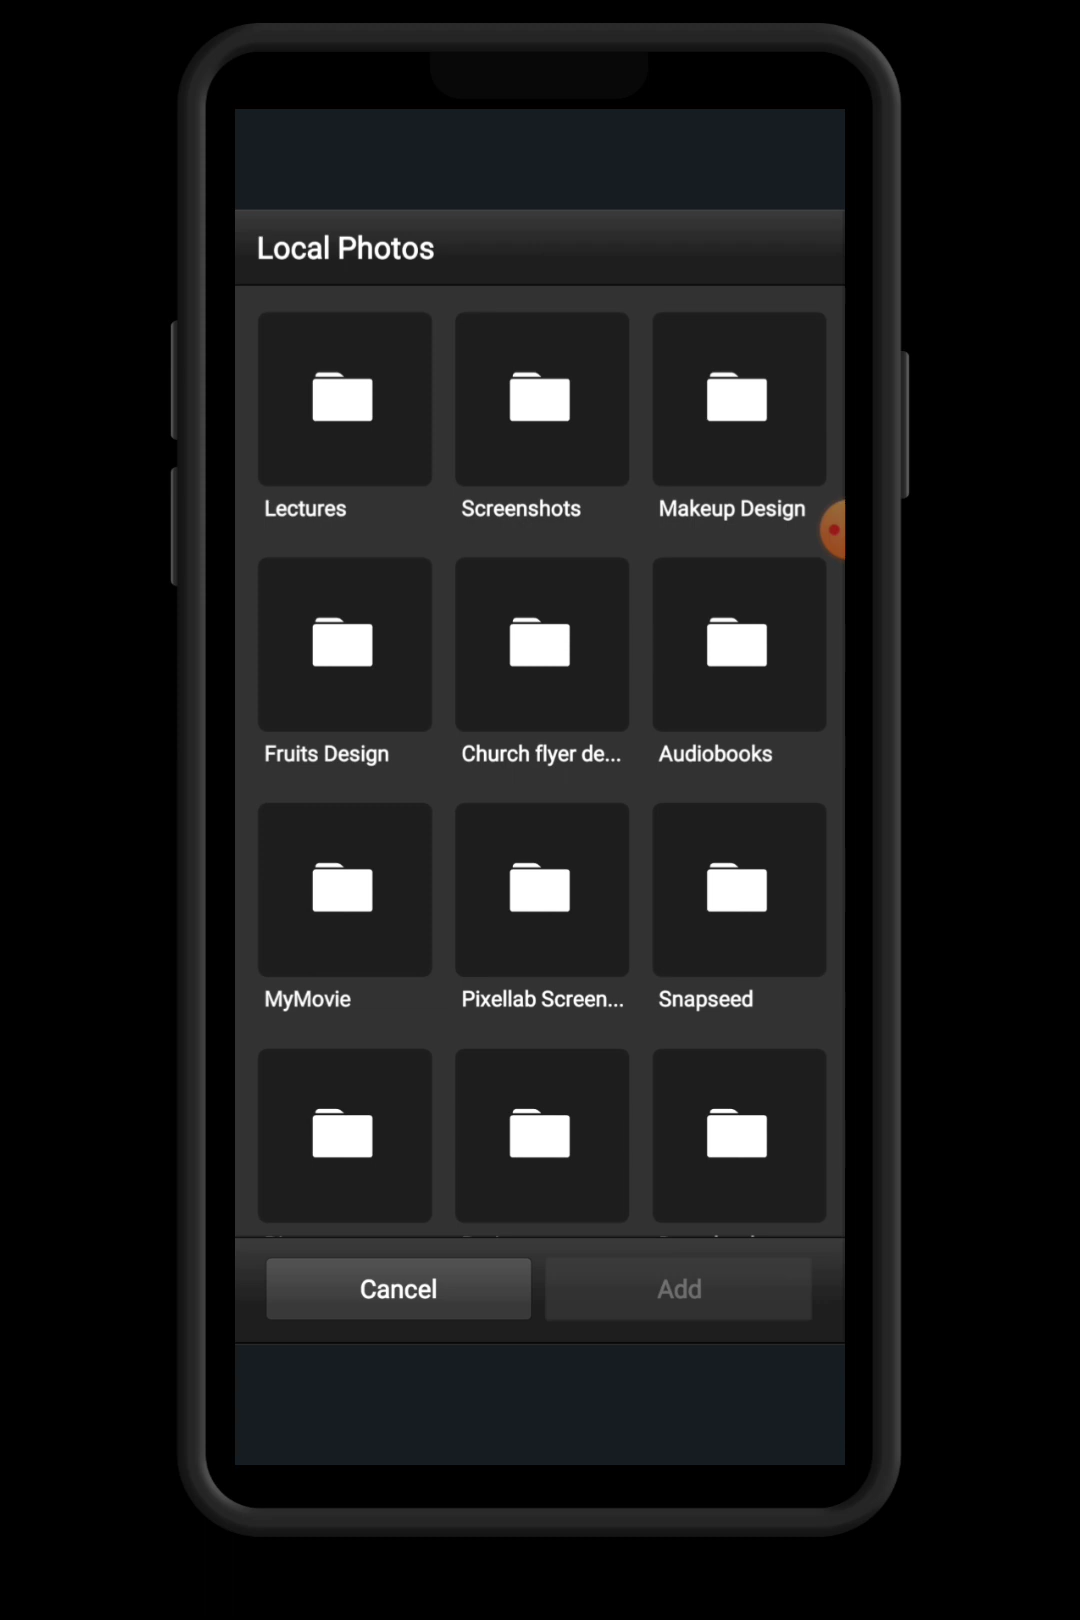 Local Photos
Lectures
Screenshots
Makeup Design
Fruits Design
Church flyer de...
Audiobooks
MyMovie
Pixellab Screen...
Snapseed
Cancel
Add